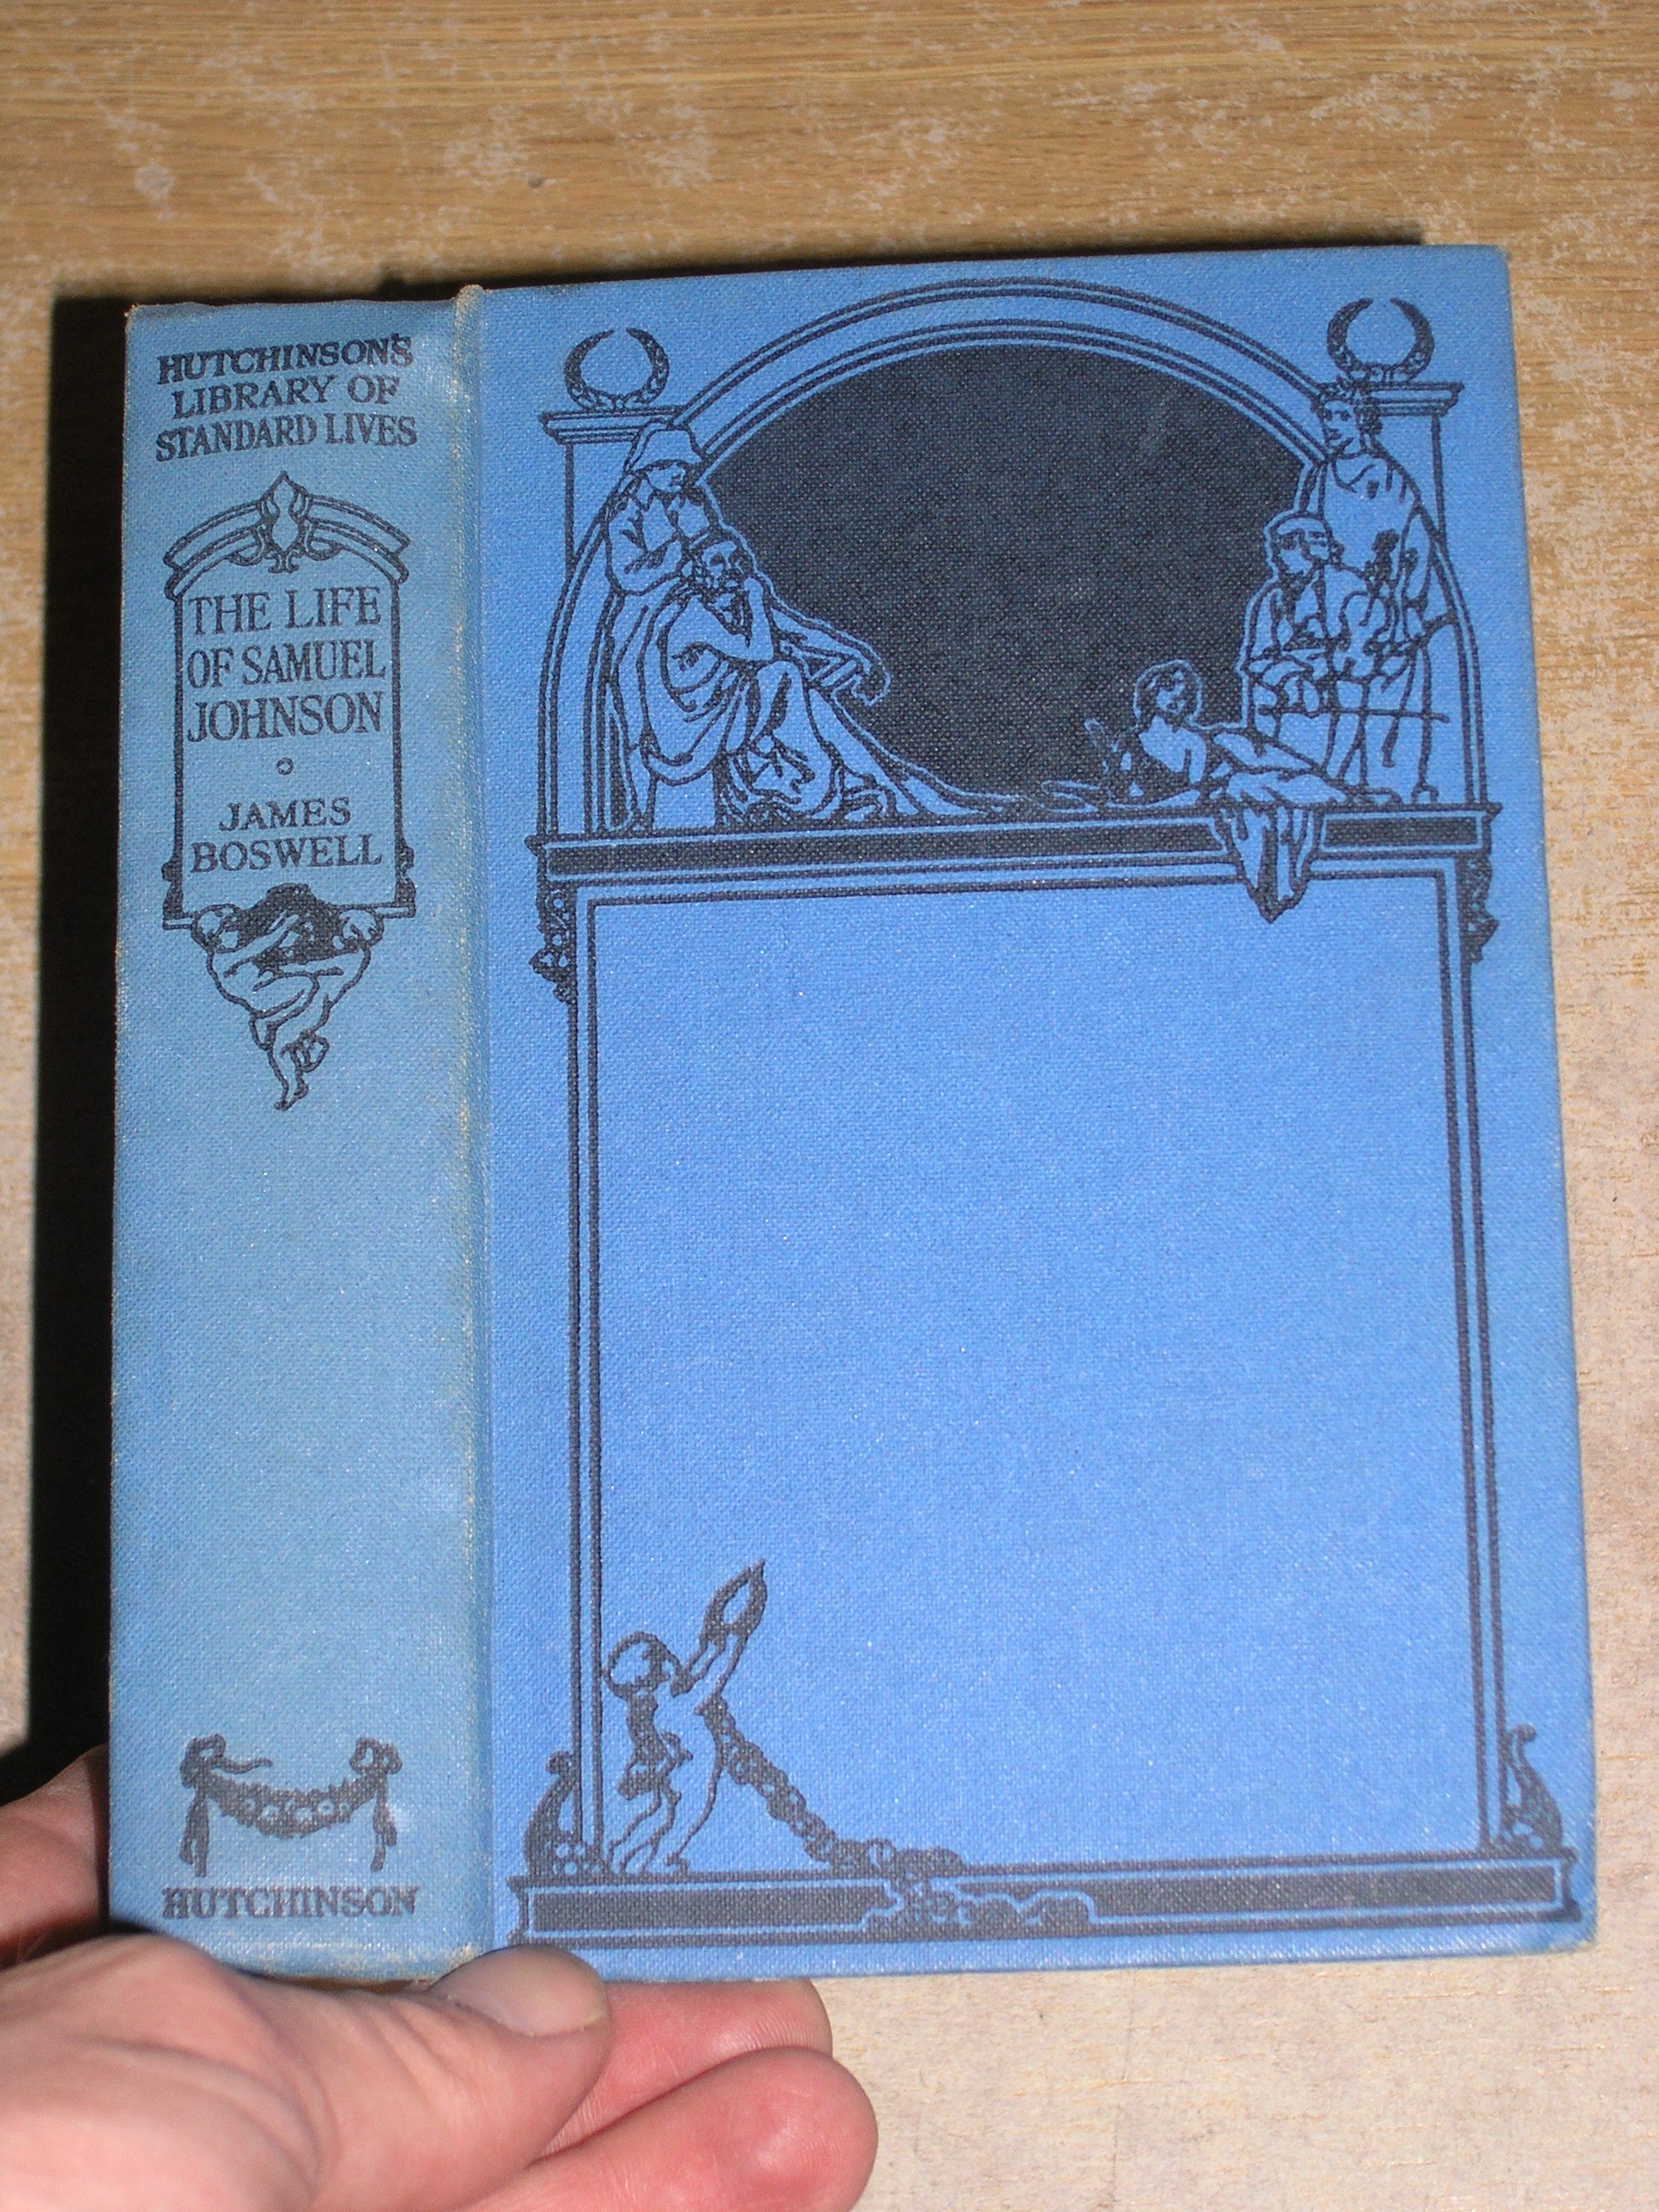 HUTCHINSON'S
LIBRARY OF
STANDARD LIVES
THE LIFE
OF SAMUEL
JOHNSON
JAMES
BOSWELL
HUTCHINSON